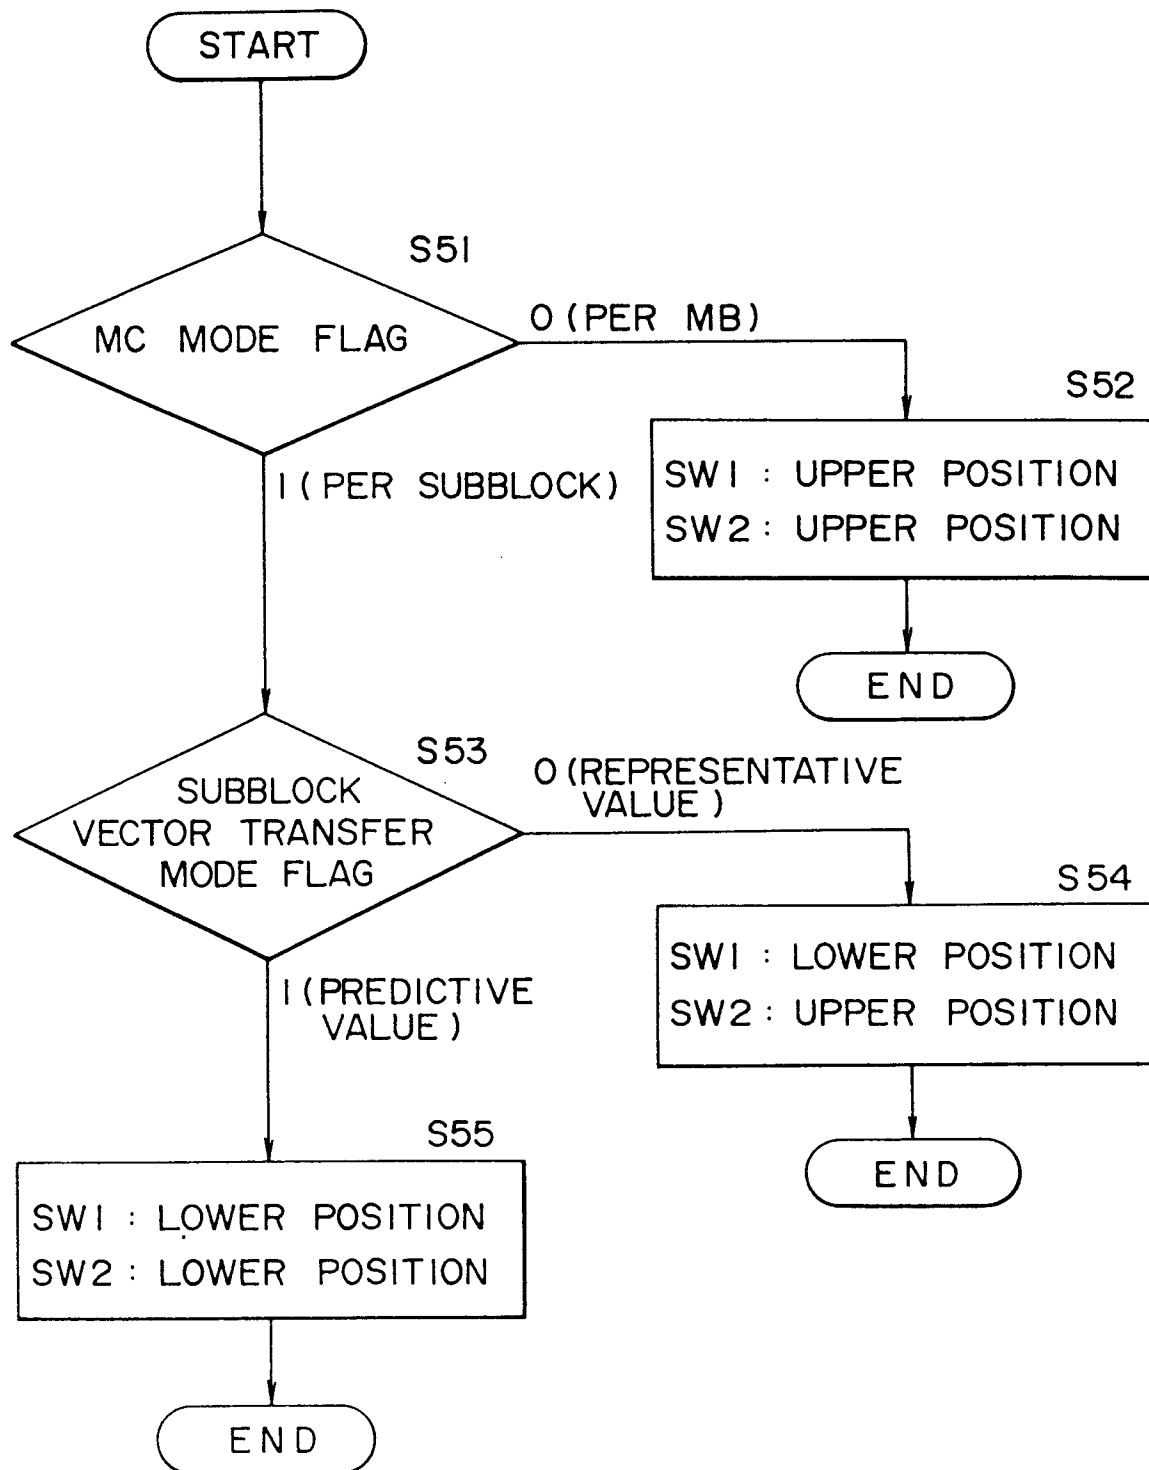 START
S51
MC MODE FLAG
0 (PER MB)
S52
SW1 : UPPER POSITION
SW2 : UPPER POSITION
END
1 (PER SUBBLOCK)
S53
SUBBLOCK
VECTOR TRANSFER
MODE FLAG
0 (REPRESENTATIVE
VALUE)
S54
SW1 : LOWER POSITION
SW2 : UPPER POSITION
END
1 (PREDICTIVE
VALUE)
S55
SW1 : LOWER POSITION
SW2 : LOWER POSITION
END